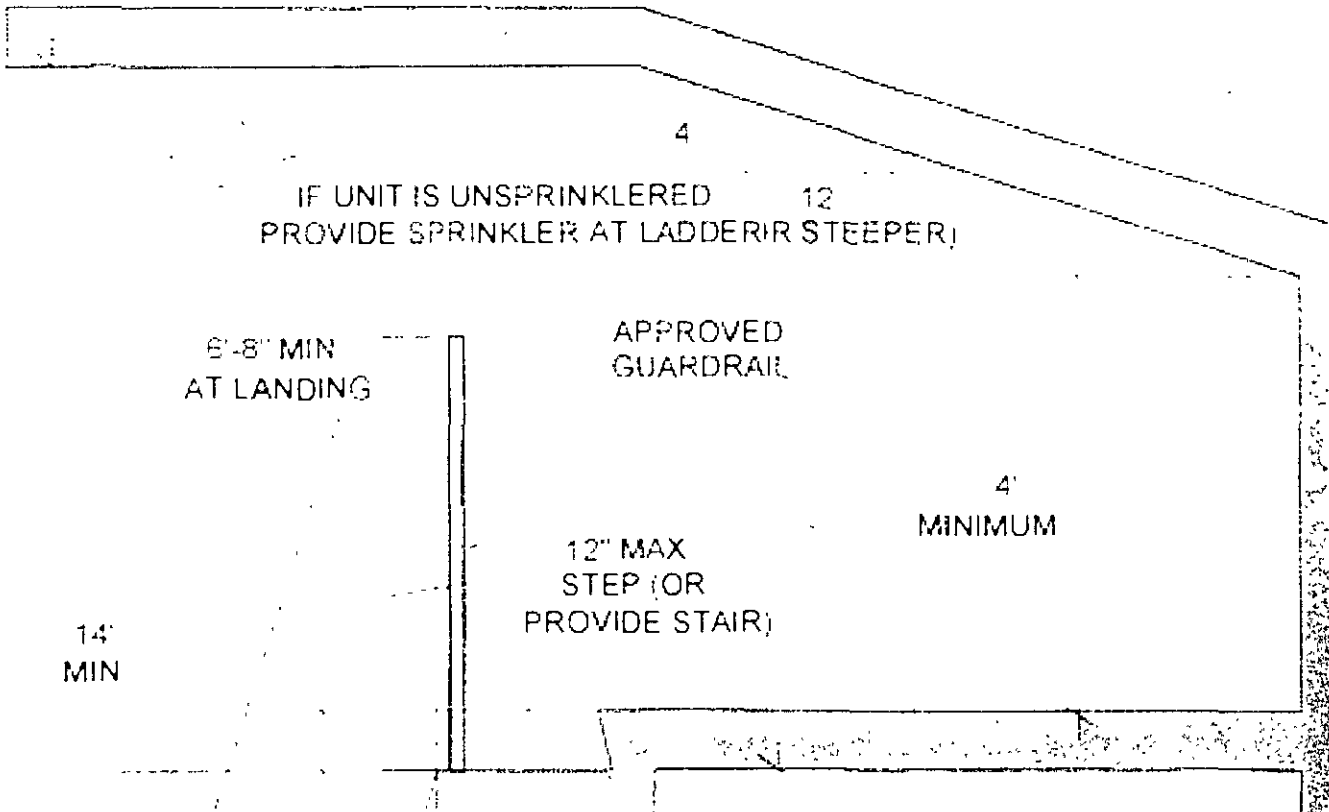 4
IF UNIT IS UNSPRINKLERED 12
PROVIDE SPRINKLER AT LADDER IR STEEPER)
6'-8" MIN
AT LANDING
APPROVED
GUARDRAIL
4'
MINIMUM
12" MAX
STEP (OR
PROVIDE STAIR)
14'
MIN